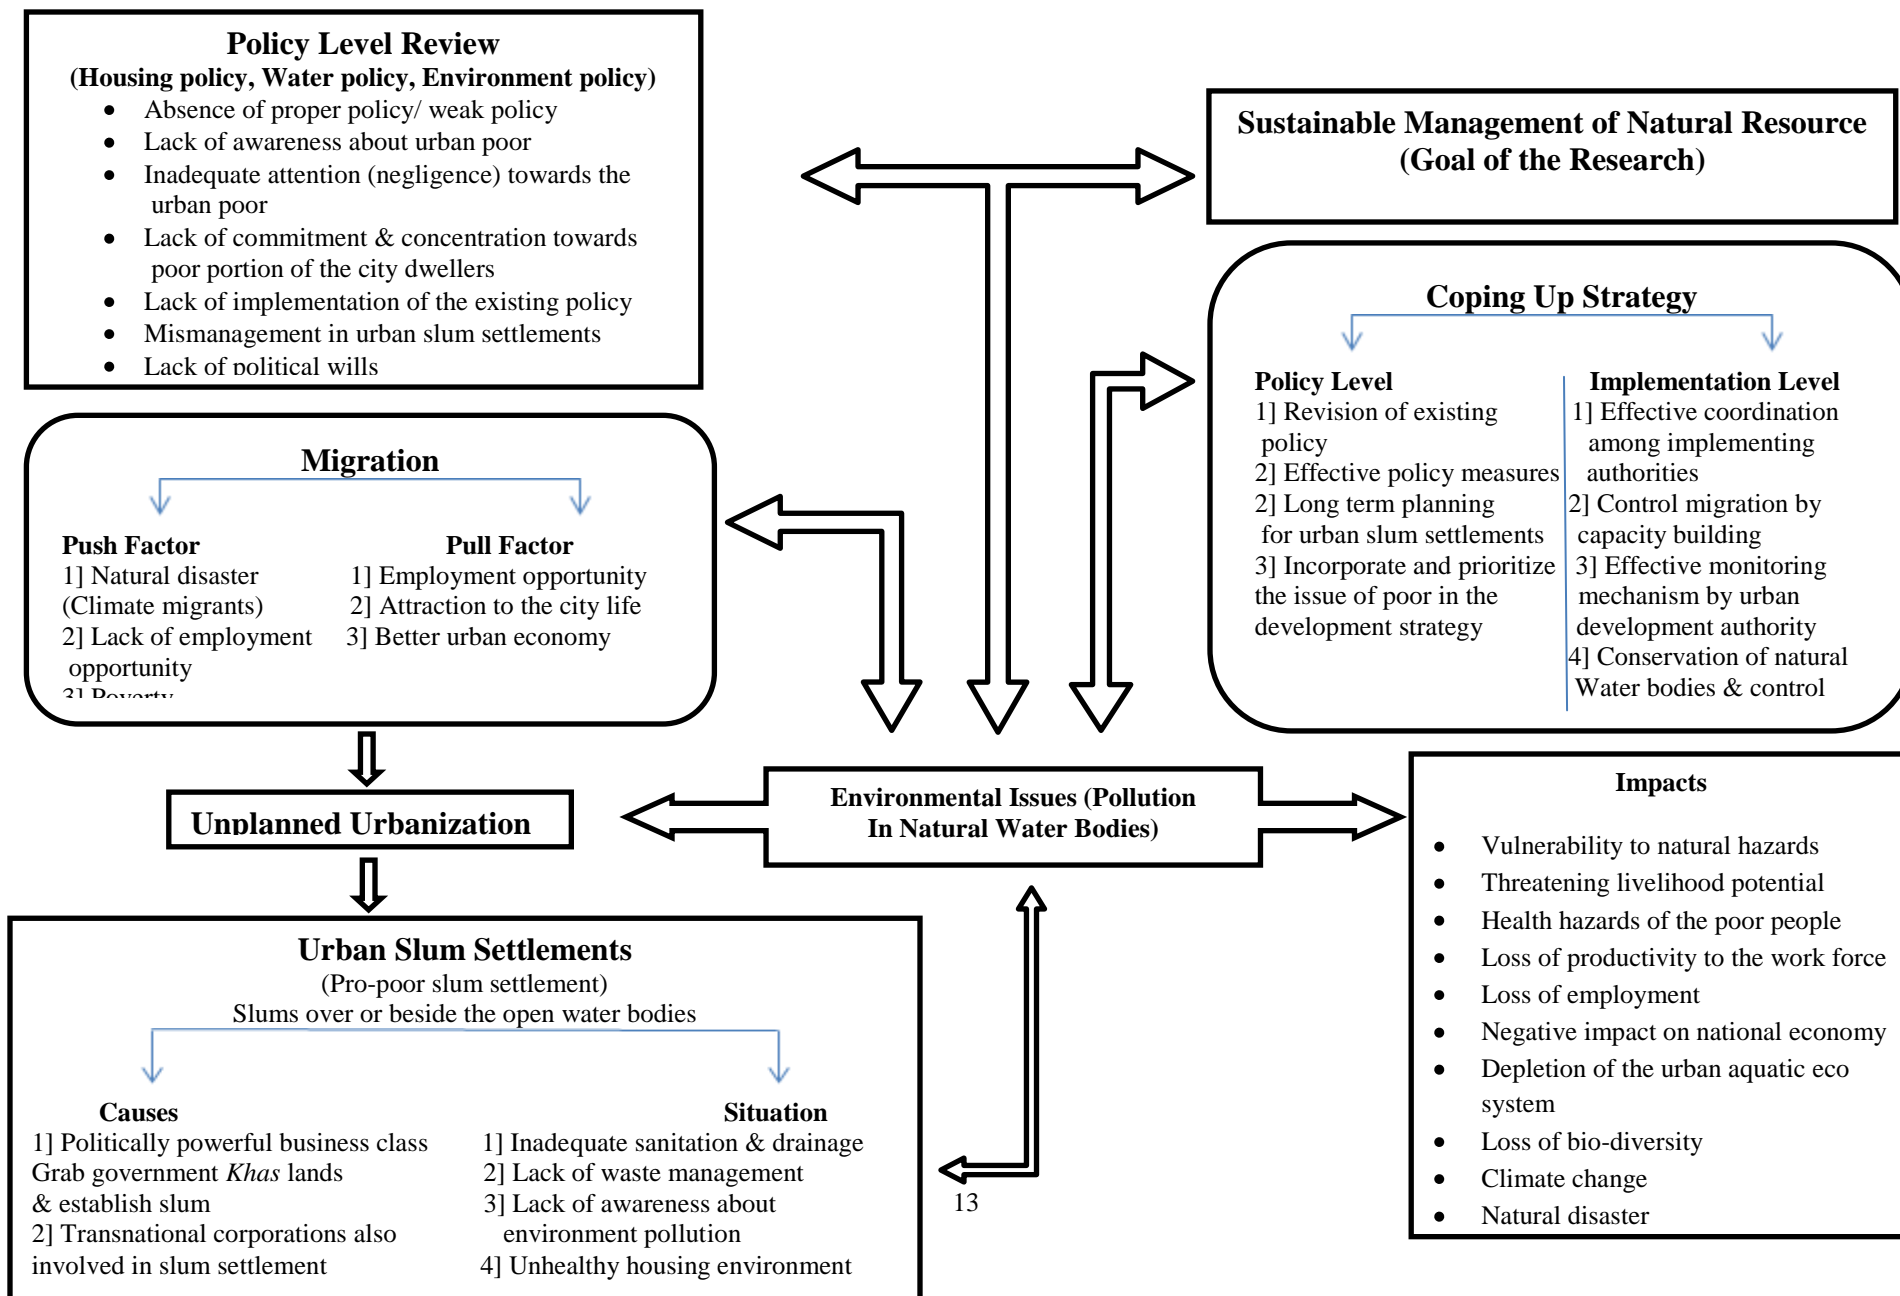 Policy Level Review
(Housing policy, Water policy, Environment policy)
• Absence of proper policy/ weak policy
• Lack of awareness about urban poor
• Inadequate attention (negligence) towards the
urban poor
• Lack of commitment & concentration towards
poor portion of the city dwellers
• Lack of implementation of the existing policy
• Mismanagement in urban slum settlements
• Lack of political wills
Sustainable Management of Natural Resource
(Goal of the Research)
Coping Up Strategy
Policy Level
1] Revision of existing
policy
2] Effective policy measures
2] Long term planning
for urban slum settlements
3] Incorporate and prioritize
the issue of poor in the
development strategy
Implementation Level
1] Effective coordination
among implementing
authorities
2] Control migration by
capacity building
3] Effective monitoring
mechanism by urban
development authority
4] Conservation of natural
Water bodies & control
Migration
Push Factor
1] Natural disaster
(Climate migrants)
2] Lack of employment
opportunity
3] Poverty
Pull Factor
1] Employment opportunity
2] Attraction to the city life
3] Better urban economy
Unplanned Urbanization
Environmental Issues (Pollution
In Natural Water Bodies)
Impacts
• Vulnerability to natural hazards
• Threatening livelihood potential
• Health hazards of the poor people
• Loss of productivity to the work force
• Loss of employment
• Negative impact on national economy
• Depletion of the urban aquatic eco
system
• Loss of bio-diversity
• Climate change
• Natural disaster
Urban Slum Settlements
(Pro-poor slum settlement)
Slums over or beside the open water bodies
Causes
1] Politically powerful business class
Grab government Khas lands
& establish slum
2] Transnational corporations also
involved in slum settlement
Situation
1] Inadequate sanitation & drainage
2] Lack of waste management
3] Lack of awareness about
environment pollution
4] Unhealthy housing environment
13